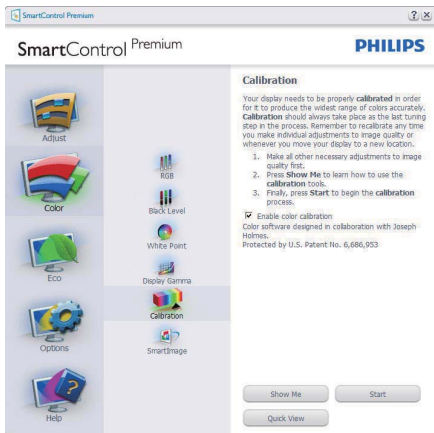 SmartControl Premium
? X
SmartControl Premium
PHILIPS
Adjust
Color
Eco
Options
Help
RGB
Black Level
White Point
Display Gamma
Calibration
SmartImage
Calibration
Your display needs to be properly calibrated in order
for it to produce the widest range of colors accurately.
Calibration should always take place as the last tuning
step in the process. Remember to recalibrate any time
you make individual adjustments to image quality or
whenever you move your display to a new location.
1. Make all other necessary adjustments to image
quality first.
2. Press Show Me to learn how to use the
calibration tools.
3. Finally, press Start to begin the calibration
process.
Enable color calibration
Color software designed in collaboration with Joseph
Holmes.
Protected by U.S. Patent No. 6,686,953
Show Me
Start
Quick View